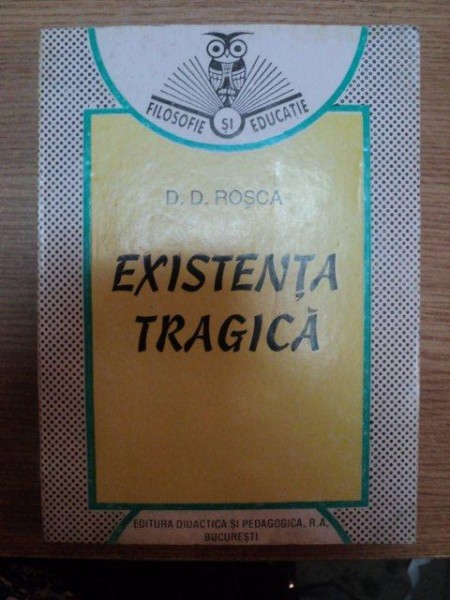 FILOSOFIE ȘI EDUCAȚIE
D. D. ROȘCA
EXISTENȚA
TRAGICĂ
EDITURA DIDACTICĂ ȘI PEDAGOGICĂ, R.A.
BUCUREȘTI